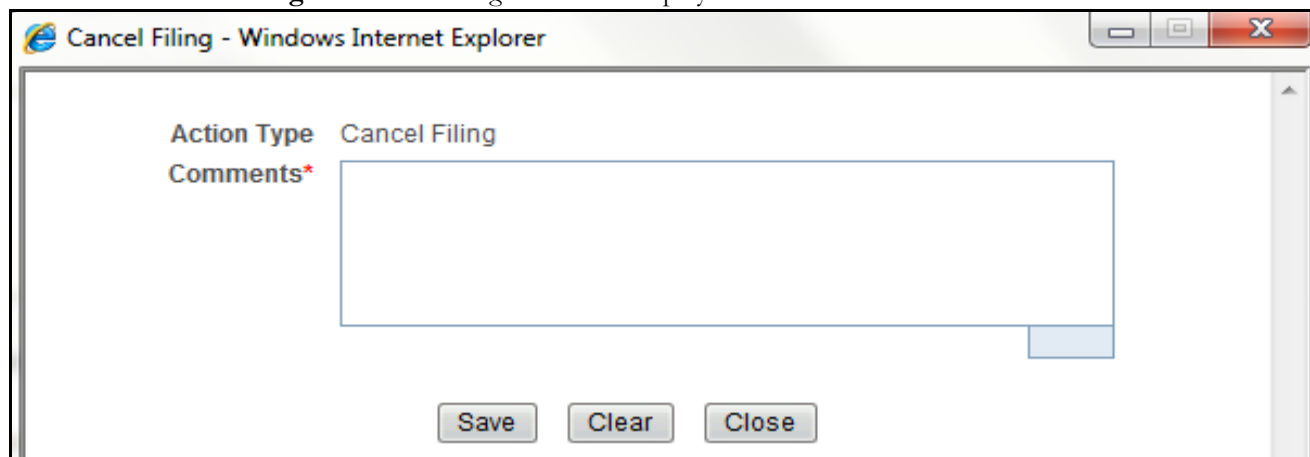 Cancel Filing - Windows Internet Explorer
Action Type Cancel Filing
Comments*
Save Clear Close